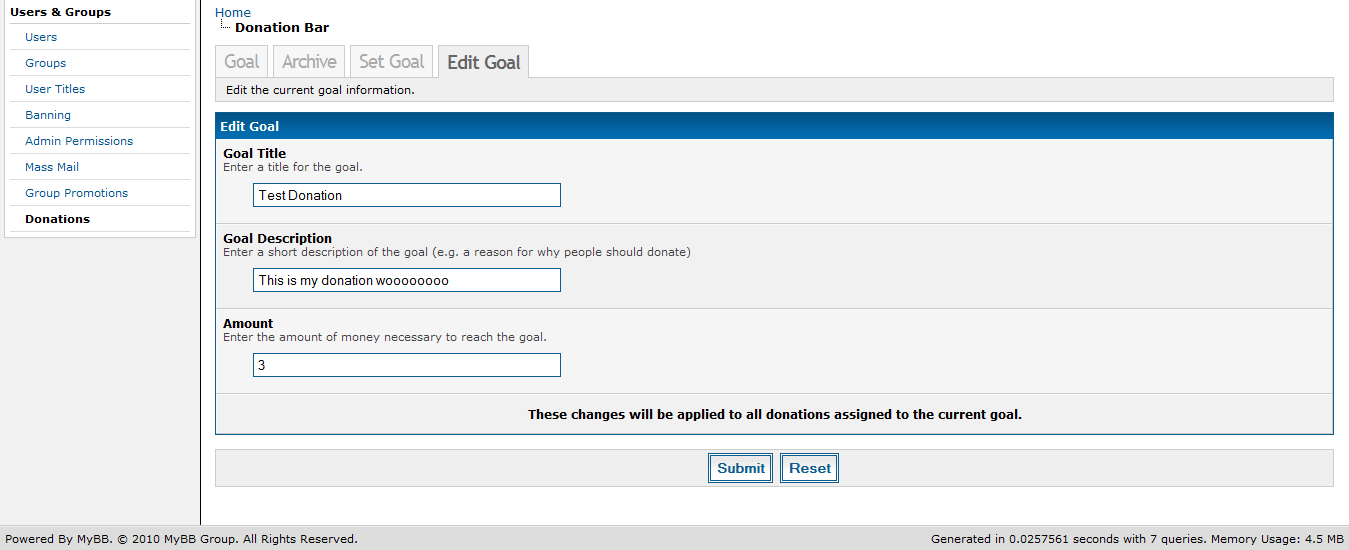 Users & Groups
Users
Groups
User Titles
Banning
Admin Permissions
Mass Mail
Group Promotions
Donations
Home
Donation Bar
Goal Archive Set Goal Edit Goal
Edit the current goal information.
Edit Goal
Goal Title
Enter a title for the goal.
Test Donation
Goal Description
Enter a short description of the goal (e.g. a reason for why people should donate)
This is my donation woooooooo
Amount
Enter the amount of money necessary to reach the goal.
3
These changes will be applied to all donations assigned to the current goal.
Submit Reset
Powered By MyBB. © 2010 MyBB Group. All Rights Reserved. Generated in 0.0257561 seconds with 7 queries. Memory Usage: 4.5 MB